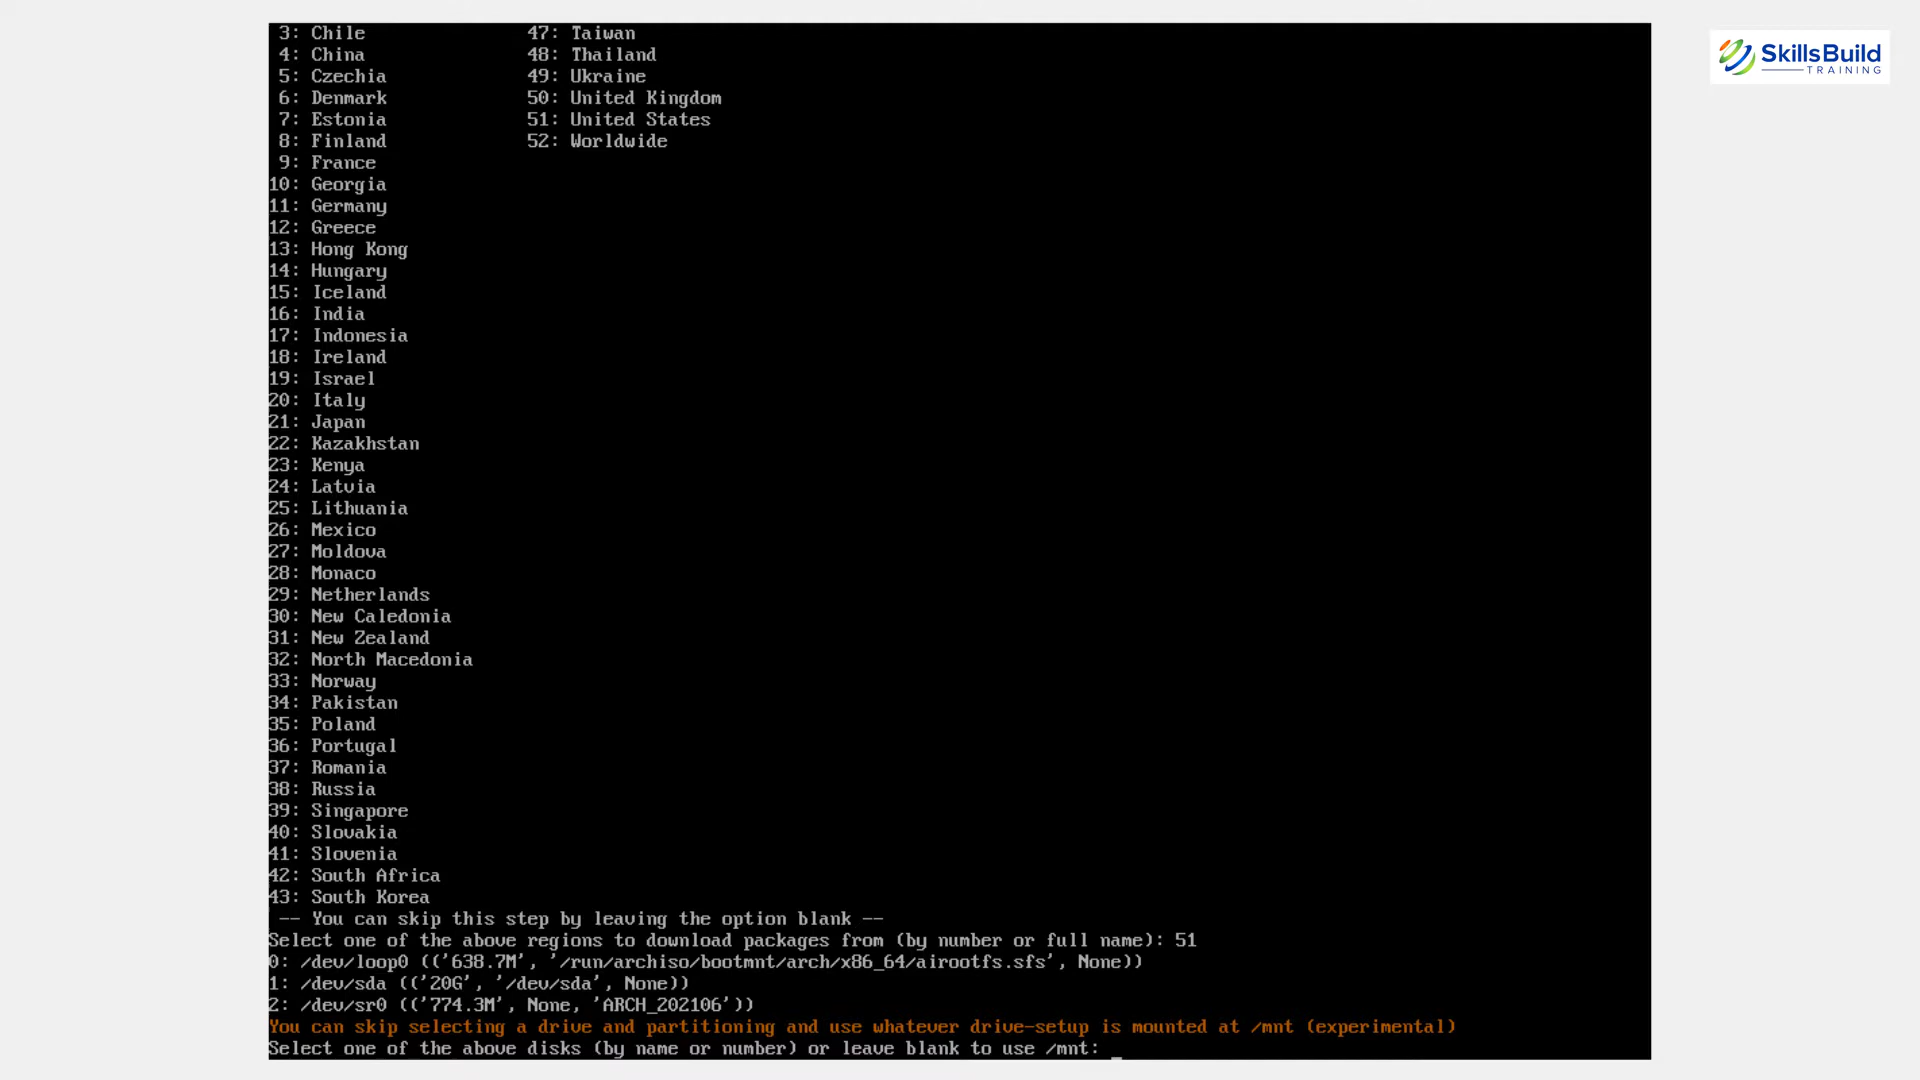 3: Chile 47: Taiwan
4: China 48: Thailand
5: Czechia 49: Ukraine
6: Denmark 50: United Kingdom
7: Estonia 51: United States
8: Finland 52: Worldwide
9: France
10: Georgia
11: Germany
12: Greece
13: Hong Kong
14: Hungary
15: Iceland
16: India
17: Indonesia
18: Ireland
19: Israel
20: Italy
21: Japan
22: Kazakhstan
23: Kenya
24: Latvia
25: Lithuania
26: Mexico
27: Moldova
28: Monaco
29: Netherlands
30: New Caledonia
31: New Zealand
32: North Macedonia
33: Norway
34: Pakistan
35: Poland
36: Portugal
37: Romania
38: Russia
39: Singapore
40: Slovakia
41: Slovenia
42: South Africa
43: South Korea
-- You can skip this step by leaving the option blank --
Select one of the above regions to download packages from (by number or full name): 51
0: /dev/loop0 (('638.7M', '/run/archiso/bootmnt/arch/x86_64/airootfs.sfs', None))
1: /dev/sda (('20G', '/dev/sda', None))
2: /dev/sr0 (('774.3M', None, 'ARCH_202106'))
You can skip selecting a drive and partitioning and use whatever drive-setup is mounted at /mnt (experimental)
Select one of the above disks (by name or number) or leave blank to use /mnt: _
SkillsBuild
TRAINING